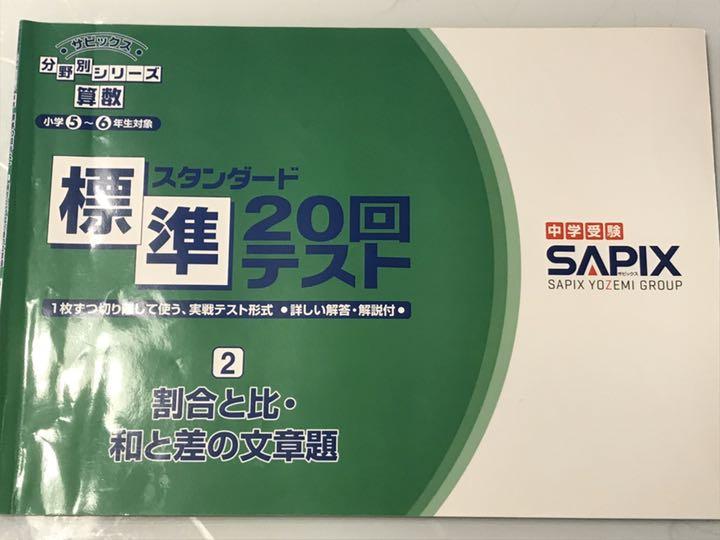 サピックス
分野別シリーズ
算数
小学5～6年生対象
スタンダード
標準
20回
テスト
1枚ずつ切り離して使う、実戦テスト形式 ●詳しい解答・解説付●
2
割合と比・
和と差の文章題
中学受験
SAPIX
サピックス
SAPIX YOZEMI GROUP